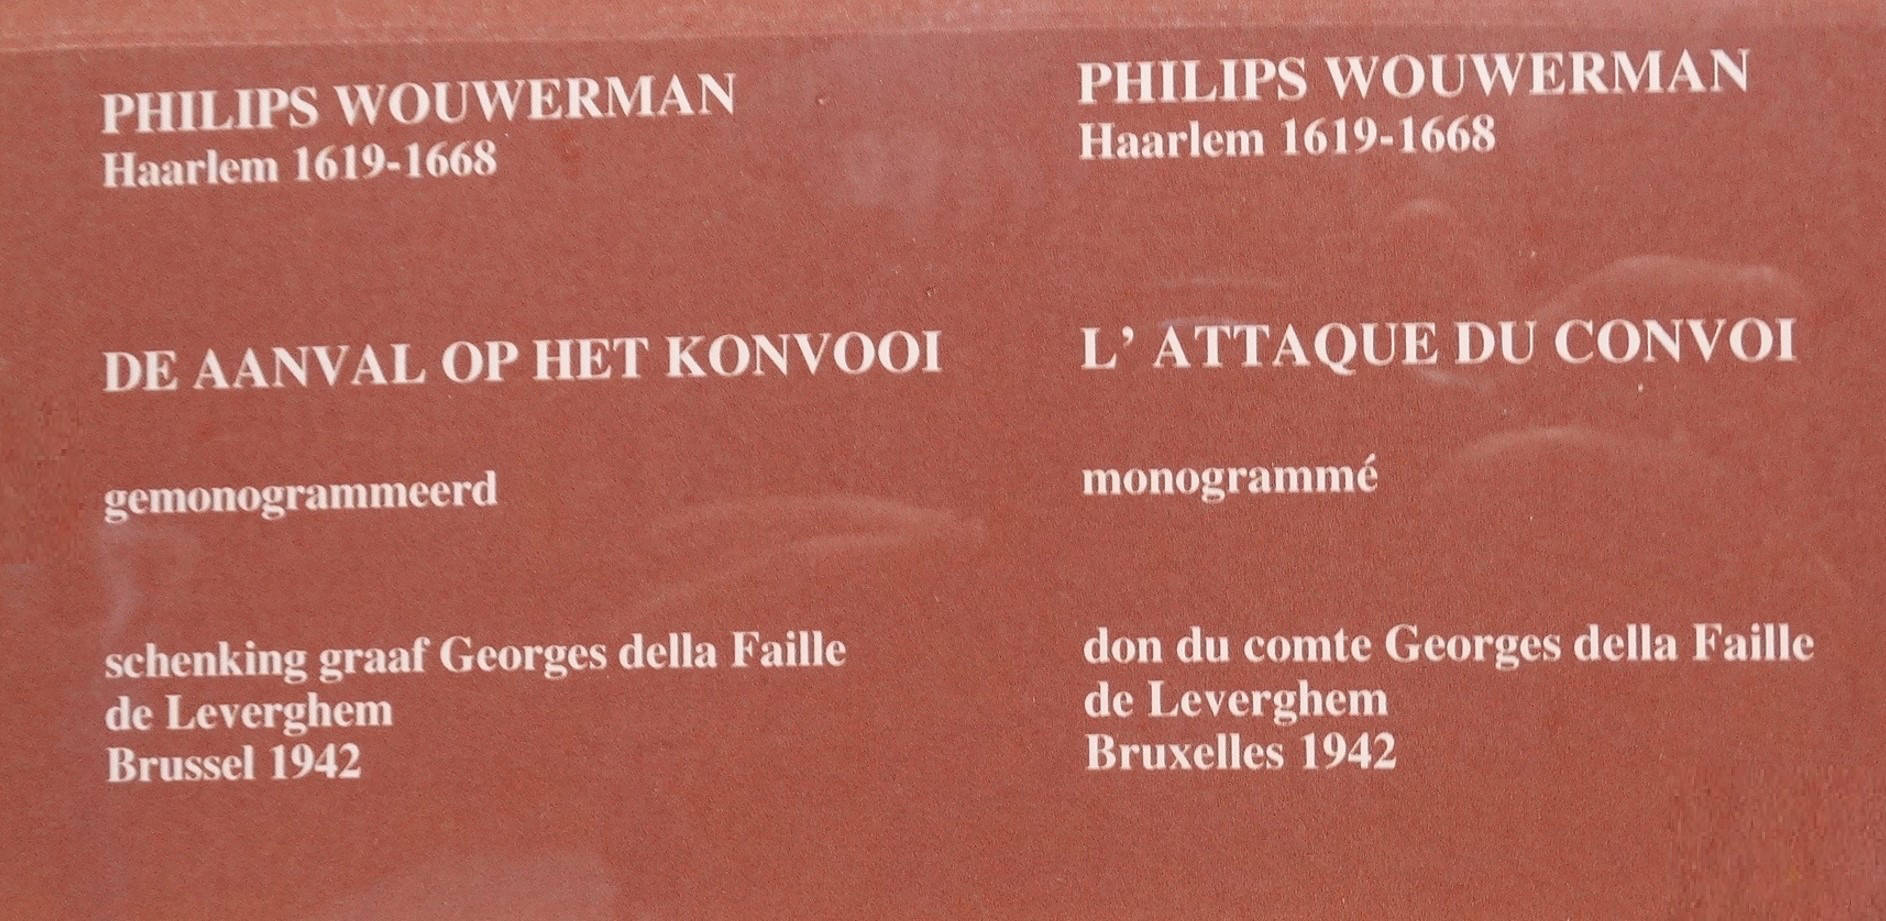 PHILIPS WOUWERMAN
Haarlem 1619-1668
DE AANVAL OP HET KONVOOI
gemonogrammeerd
schenking graaf Georges della Faille
de Leverghem
Brussel 1942
PHILIPS WOUWERMAN
Haarlem 1619-1668
L’ ATTAQUE DU CONVOI
monogrammé
don du comte Georges della Faille
de Leverghem
Bruxelles 1942